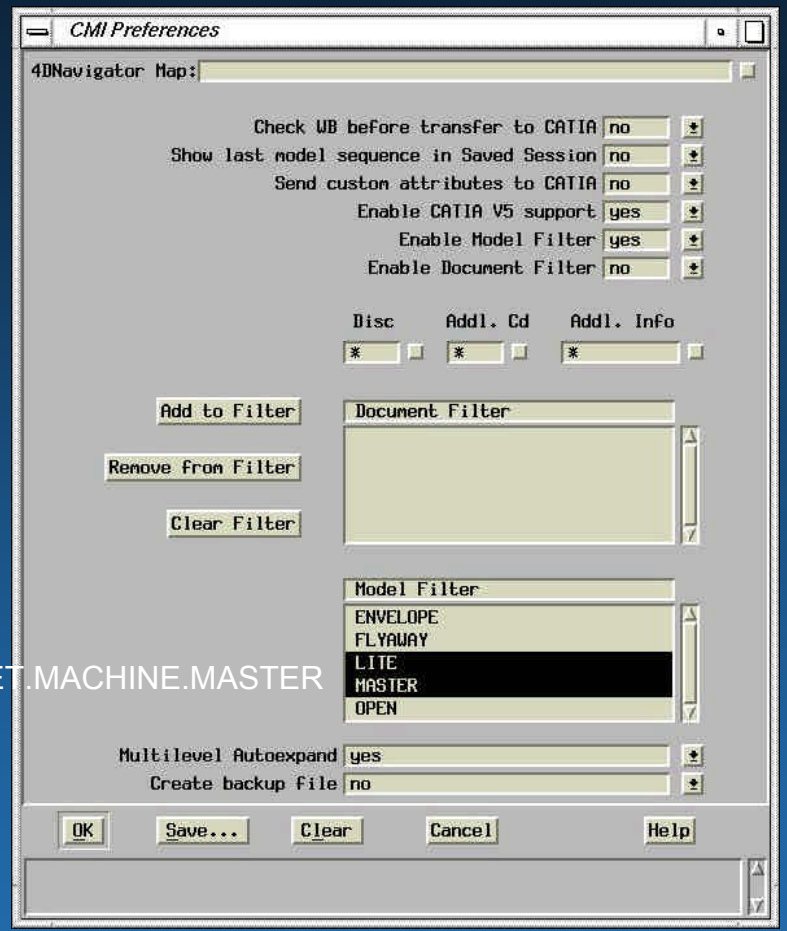 CMI Preferences
4DNavigator Map:
Check WB before transfer to CATIA no
Show last model sequence in Saved Session no
Send custom attributes to CATIA no
Enable CATIA V5 support yes
Enable Model Filter yes
Enable Document Filter no
Disc Addl. Cd Addl. Info
* * *
Add to Filter Document Filter
Remove from Filter
Clear Filter
Model Filter
ENVELOPE
FLYAWAY
LITE
ET.MACHINE.MASTER
MASTER
OPEN
Multilevel Autoexpand yes
Create backup file no
OK Save... Clear Cancel Help